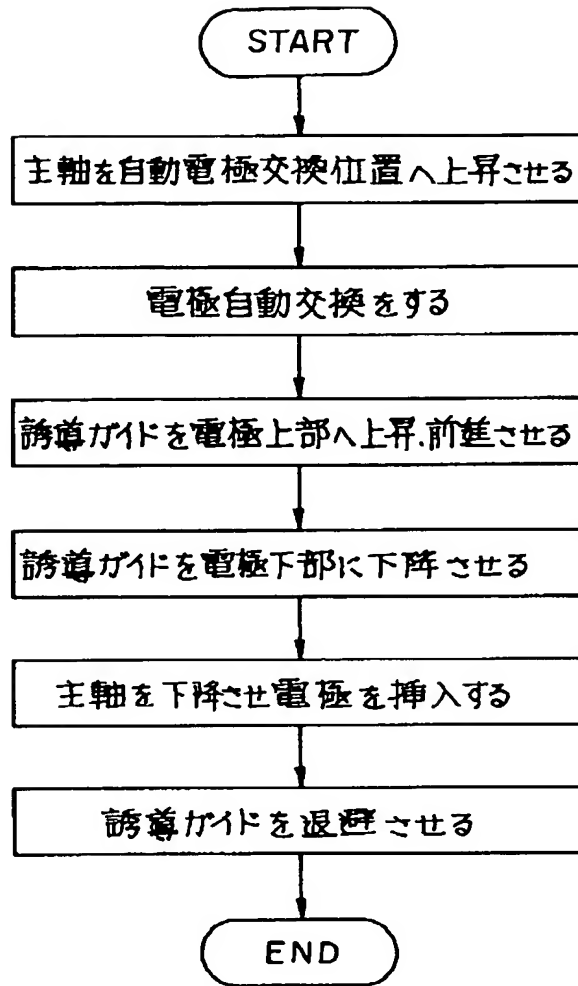 START
主軸を自動電極交換位置へ上昇させる
電極自動交換をする
誘導ガイドを電極上部へ上昇.前進させる
誘導ガイドを電極下部に下降させる
主軸を下降させ電極を挿入する
誘導ガイドを退避させる
END